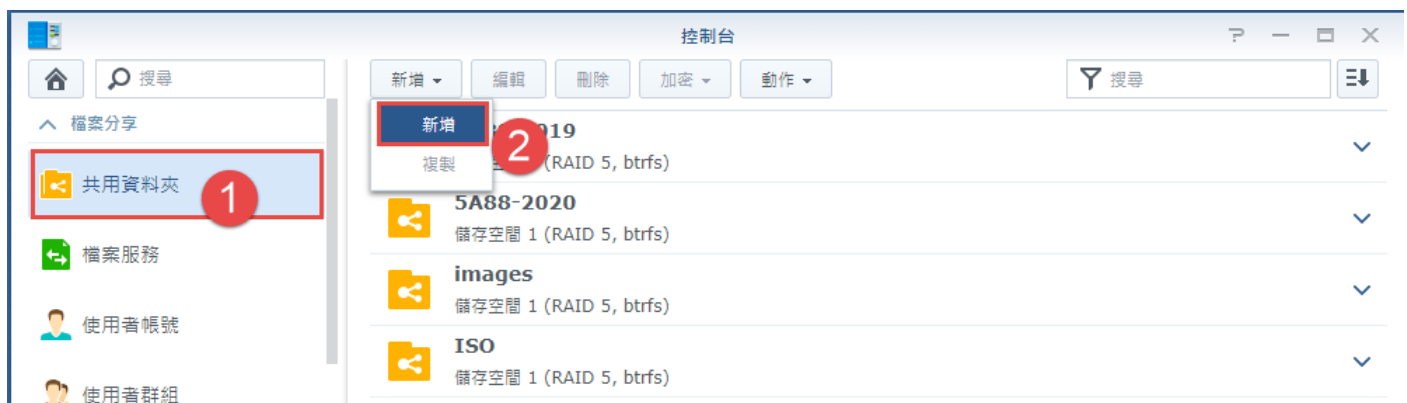 控制台
搜尋
新增 編輯 刪除 加密 動作 搜尋
檔案分享
新增
複製
1
2
共用資料夾
檔案服務
使用者帳號
使用者群組
019
(RAID 5, btrfs)
5A88-2020
儲存空間 1 (RAID 5, btrfs)
images
儲存空間 1 (RAID 5, btrfs)
ISO
儲存空間 1 (RAID 5, btrfs)